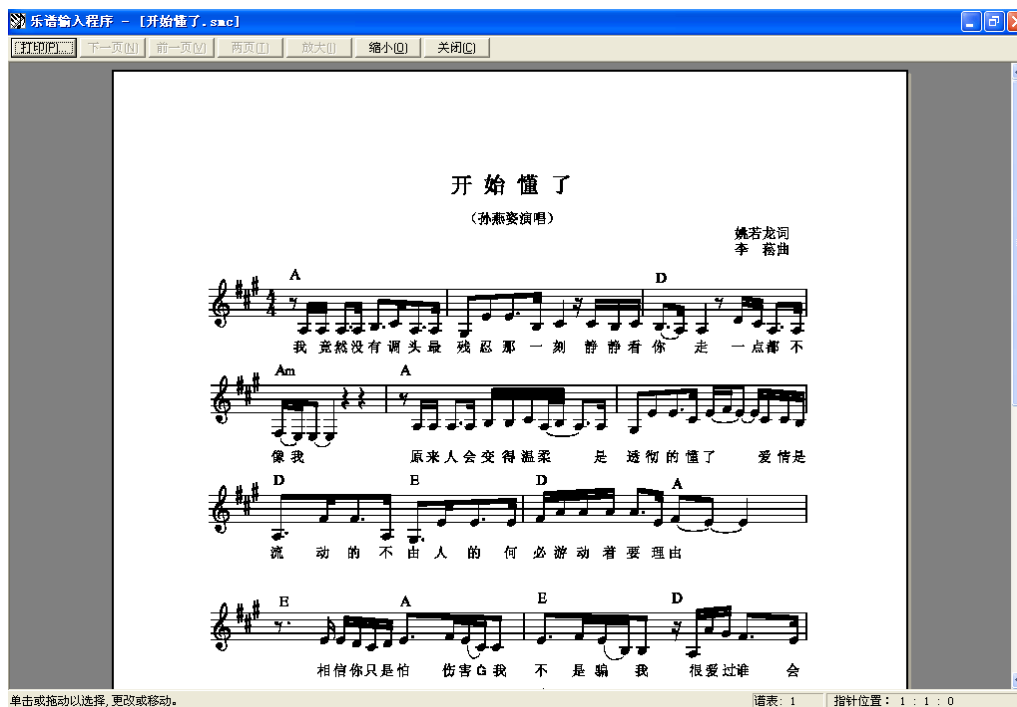 乐谱输入程序 - [开始懂了.smc]
打印(P)... 下一页(N) 前一页(V) 两页(T) 放大(I) 缩小(O) 关闭(C)
开始懂了
（孙燕姿演唱）
姚若龙词
李 菘曲
A D
4
4
我竟然没有调头最残忍那一刻静静看你走一点都不
Am A
像我 原来人会变得温柔 是透彻的懂了 爱情是
D E D A
流动的不由人的何必游动着要理由
E A E D
相信你只是怕 伤害G我 不是骗我 很爱过谁会
单击或拖动以选择,更改或移动。 谱表: 1 指针位置: 1 : 1 : 0